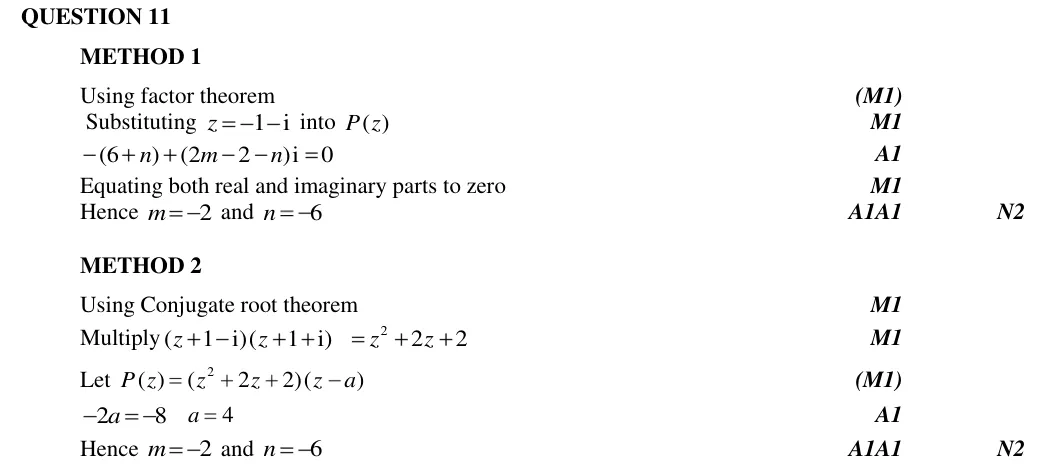 QUESTION 11
METHOD 1
Using factor theorem (M1)
Substituting z = −1 − i into P(z) M1
−(6 + n) + (2m − 2 − n)i = 0 A1
Equating both real and imaginary parts to zero M1
Hence m = −2 and n = −6 A1A1 N2
METHOD 2
Using Conjugate root theorem M1
Multiply (z + 1 − i)(z + 1 + i) = z² + 2z + 2 M1
Let P(z) = (z² + 2z + 2)(z − a) (M1)
−2a = −8 a = 4 A1
Hence m = −2 and n = −6 A1A1 N2